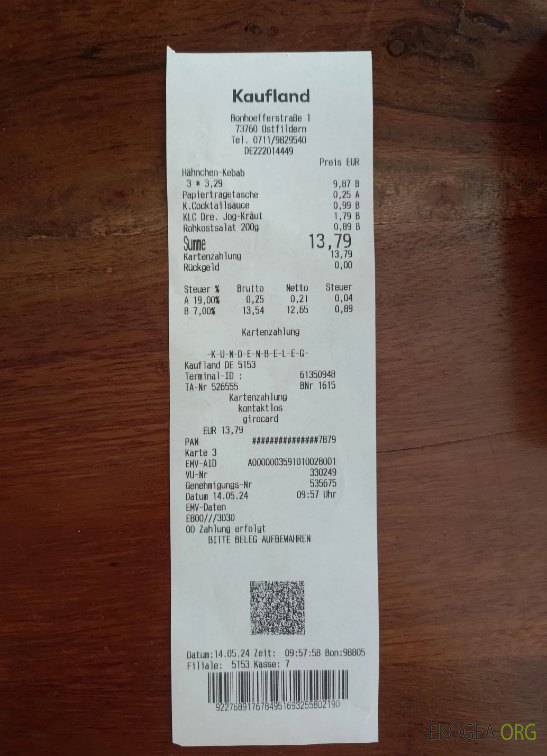 Kaufland
Bonhoefferstraße 1
73760 Ostfildern
Tel. 0711/9829540
DE222014449
Preis EUR
Hähnchen-Kebab
3 * 3,29 9,87 B
Papiertragetasche 0,25 A
K.Cocktailsauce 0,99 B
KLC Dre. Jog-Kräut 1,79 B
Rohkostsalat 200g 0,89 B
Summe 13,79
Kartenzahlung 13,79
Rückgeld 0,00
Steuer % Brutto Netto Steuer
A 19,00% 0,25 0,21 0,04
B 7,00% 13,54 12,65 0,89
Kartenzahlung
-K-U-N-D-E-N-B-E-L-E-G-
Kaufland DE 5153
Terminal-ID : 61350948
TA-Nr 526555 BNr 1615
Kartenzahlung
kontaktlos
girocard
EUR 13,79
PAN ###############7879
Karte 3
EMV-AID A0000003591010028001
VU-Nr 330249
Genehmigungs-Nr 535675
Datum 14.05.24 09:57 Uhr
EMV-Daten
E800///3030
00 Zahlung erfolgt
BITTE BELEG AUFBEWAHREN
Datum:14.05.24 Zeit: 09:57:58 Bon:98805
Filiale: 5153 Kasse: 7
9227689176784951693255802190
.ORG